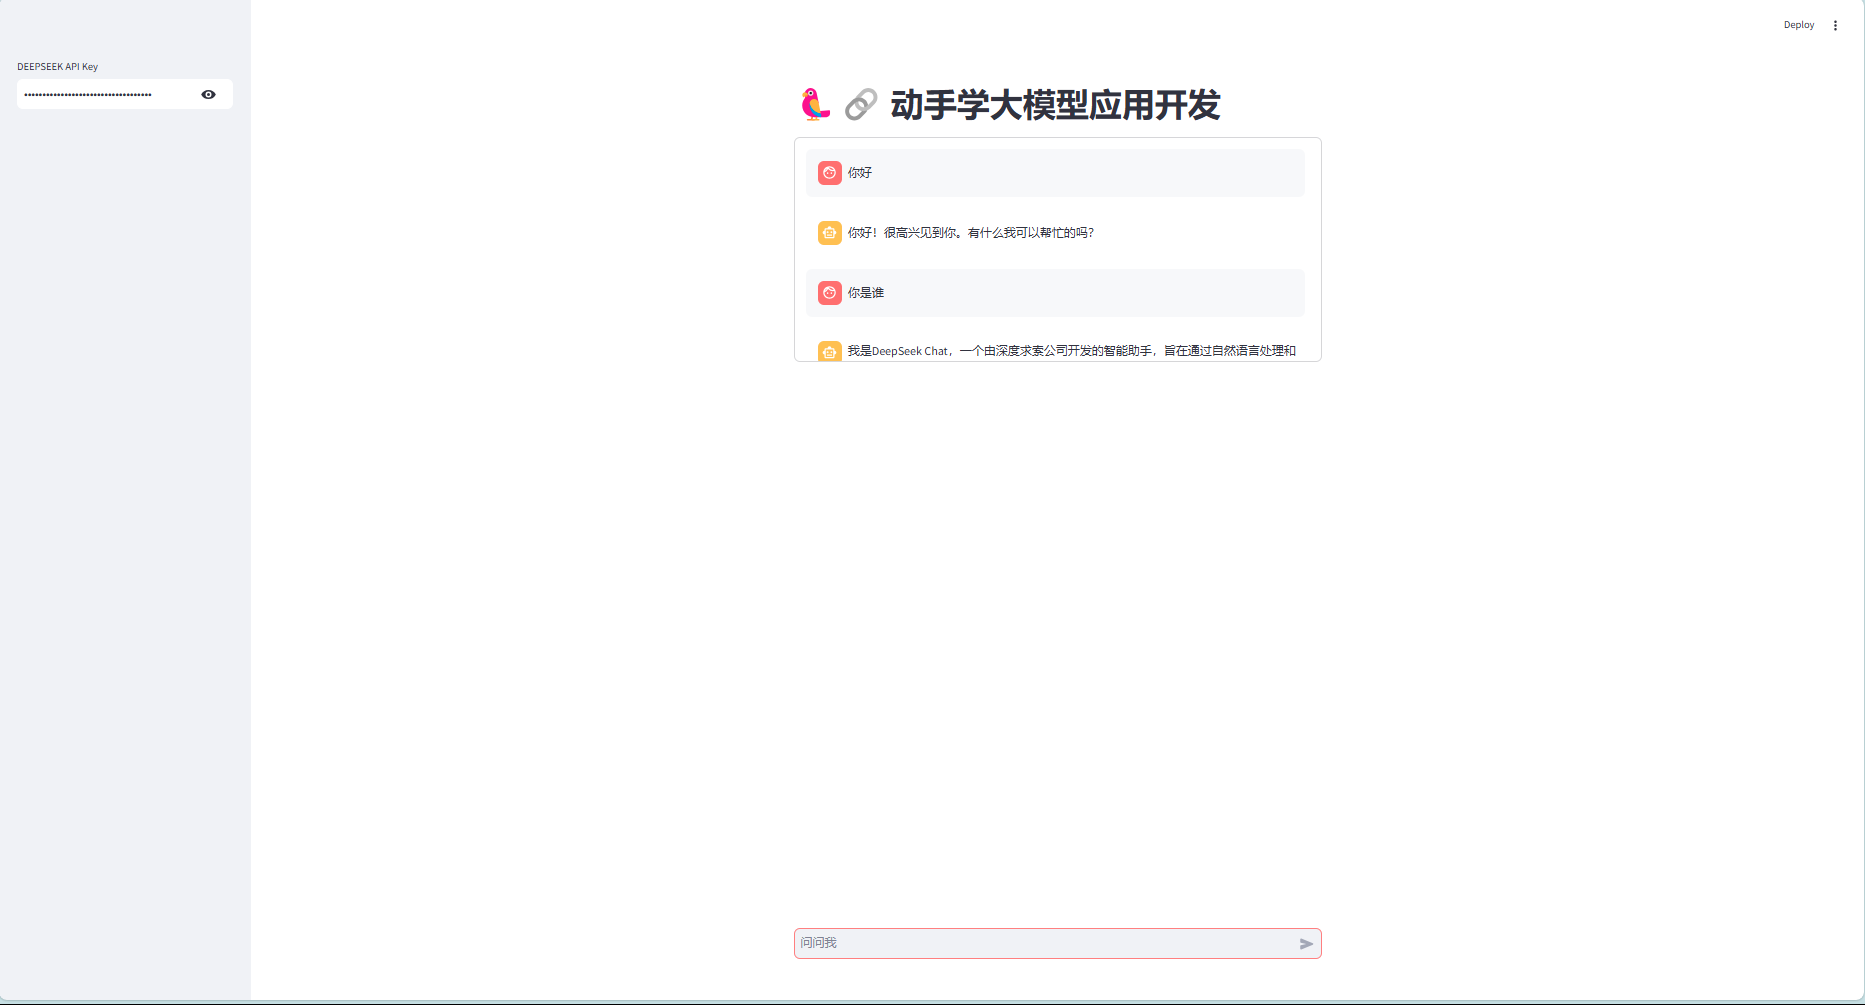 Deploy
DEEPSEEK API Key
动手学大模型应用开发
你好
你好！很高兴见到你。有什么我可以帮忙的吗？
你是谁
我是DeepSeek Chat，一个由深度求索公司开发的智能助手，旨在通过自然语言处理和
问问我